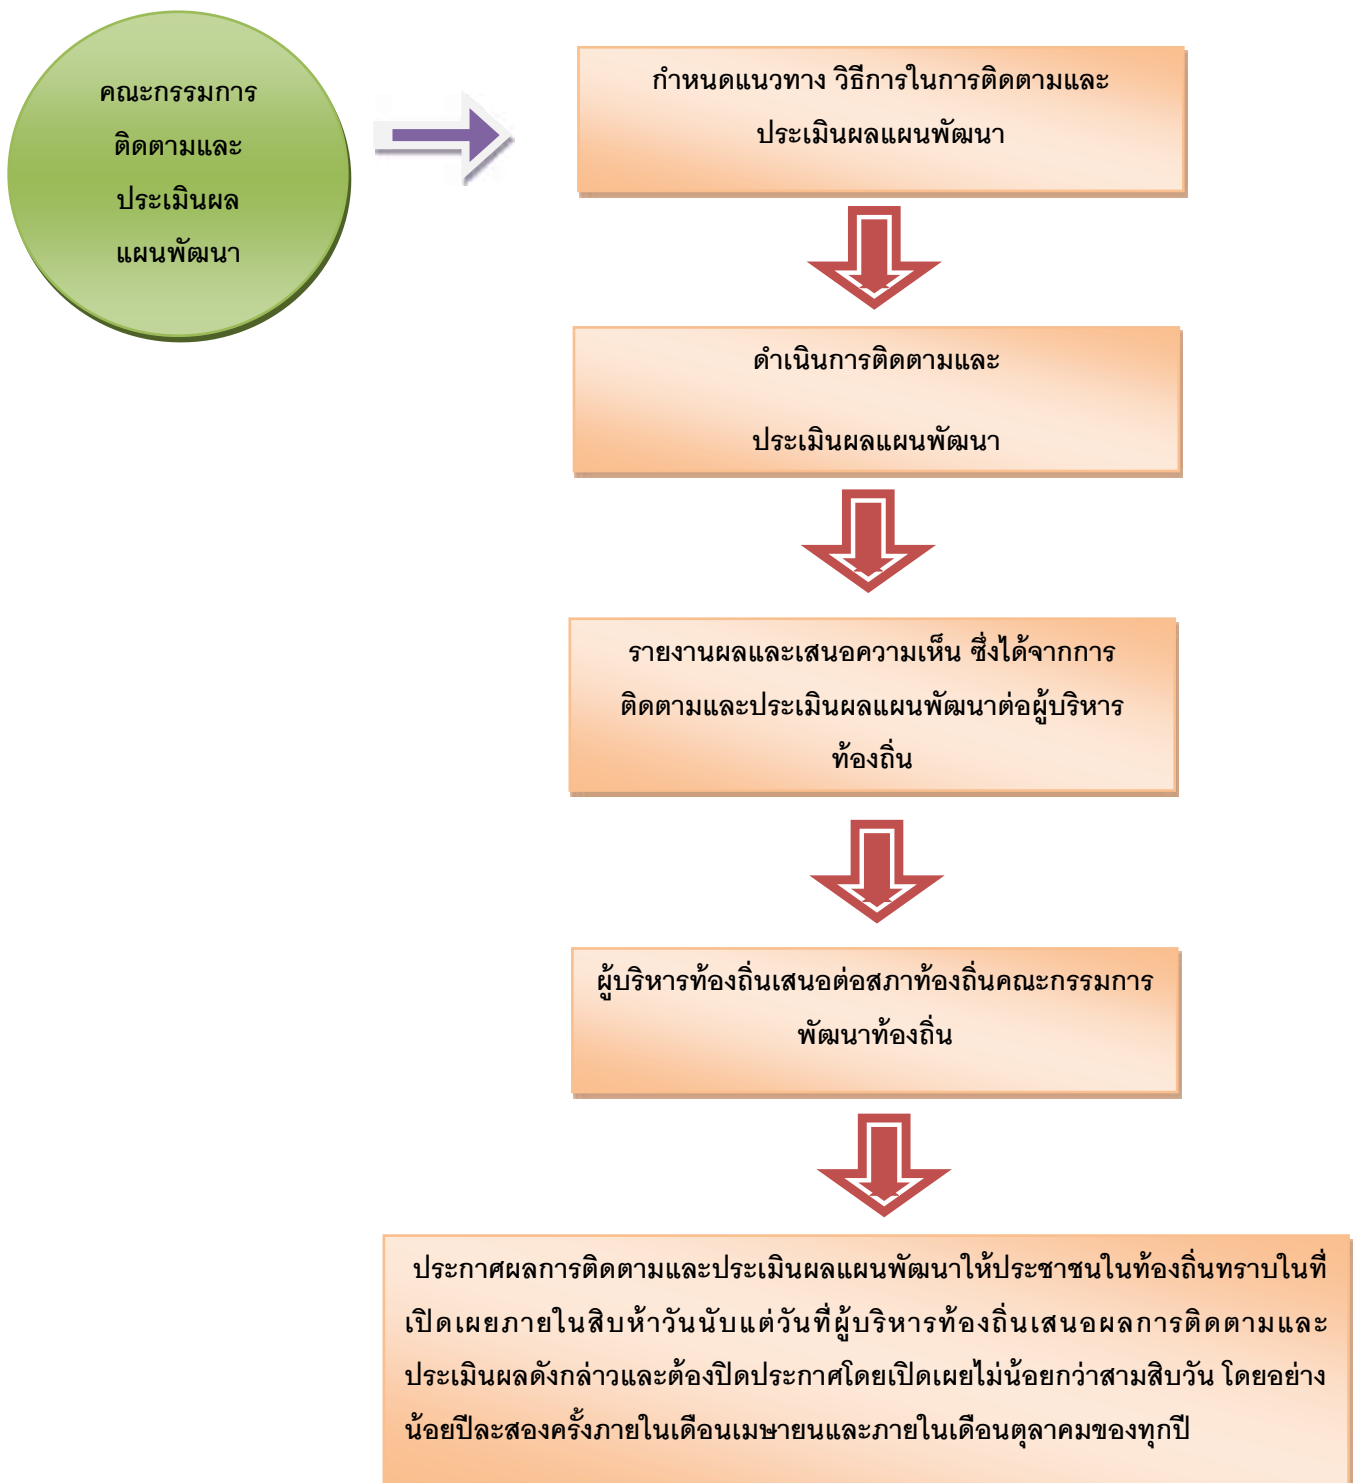 คณะกรรมการ
ติดตามและ
ประเมินผล
แผนพัฒนา
กำหนดแนวทาง วิธีการในการติดตามและ
ประเมินผลแผนพัฒนา
ดำเนินการติดตามและ
ประเมินผลแผนพัฒนา
รายงานผลและเสนอความเห็น ซึ่งได้จากการ
ติดตามและประเมินผลแผนพัฒนาต่อผู้บริหาร
ท้องถิ่น
ผู้บริหารท้องถิ่นเสนอต่อสภาท้องถิ่นคณะกรรมการ
พัฒนาท้องถิ่น
ประกาศผลการติดตามและประเมินผลแผนพัฒนาให้ประชาชนในท้องถิ่นทราบในที่
เปิดเผยภายในสิบห้าวันนับแต่วันที่ผู้บริหารท้องถิ่นเสนอผลการติดตามและ
ประเมินผลดังกล่าวและต้องปิดประกาศโดยเปิดเผยไม่น้อยกว่าสามสิบวัน โดยอย่าง
น้อยปีละสองครั้งภายในเดือนเมษายนและภายในเดือนตุลาคมของทุกปี